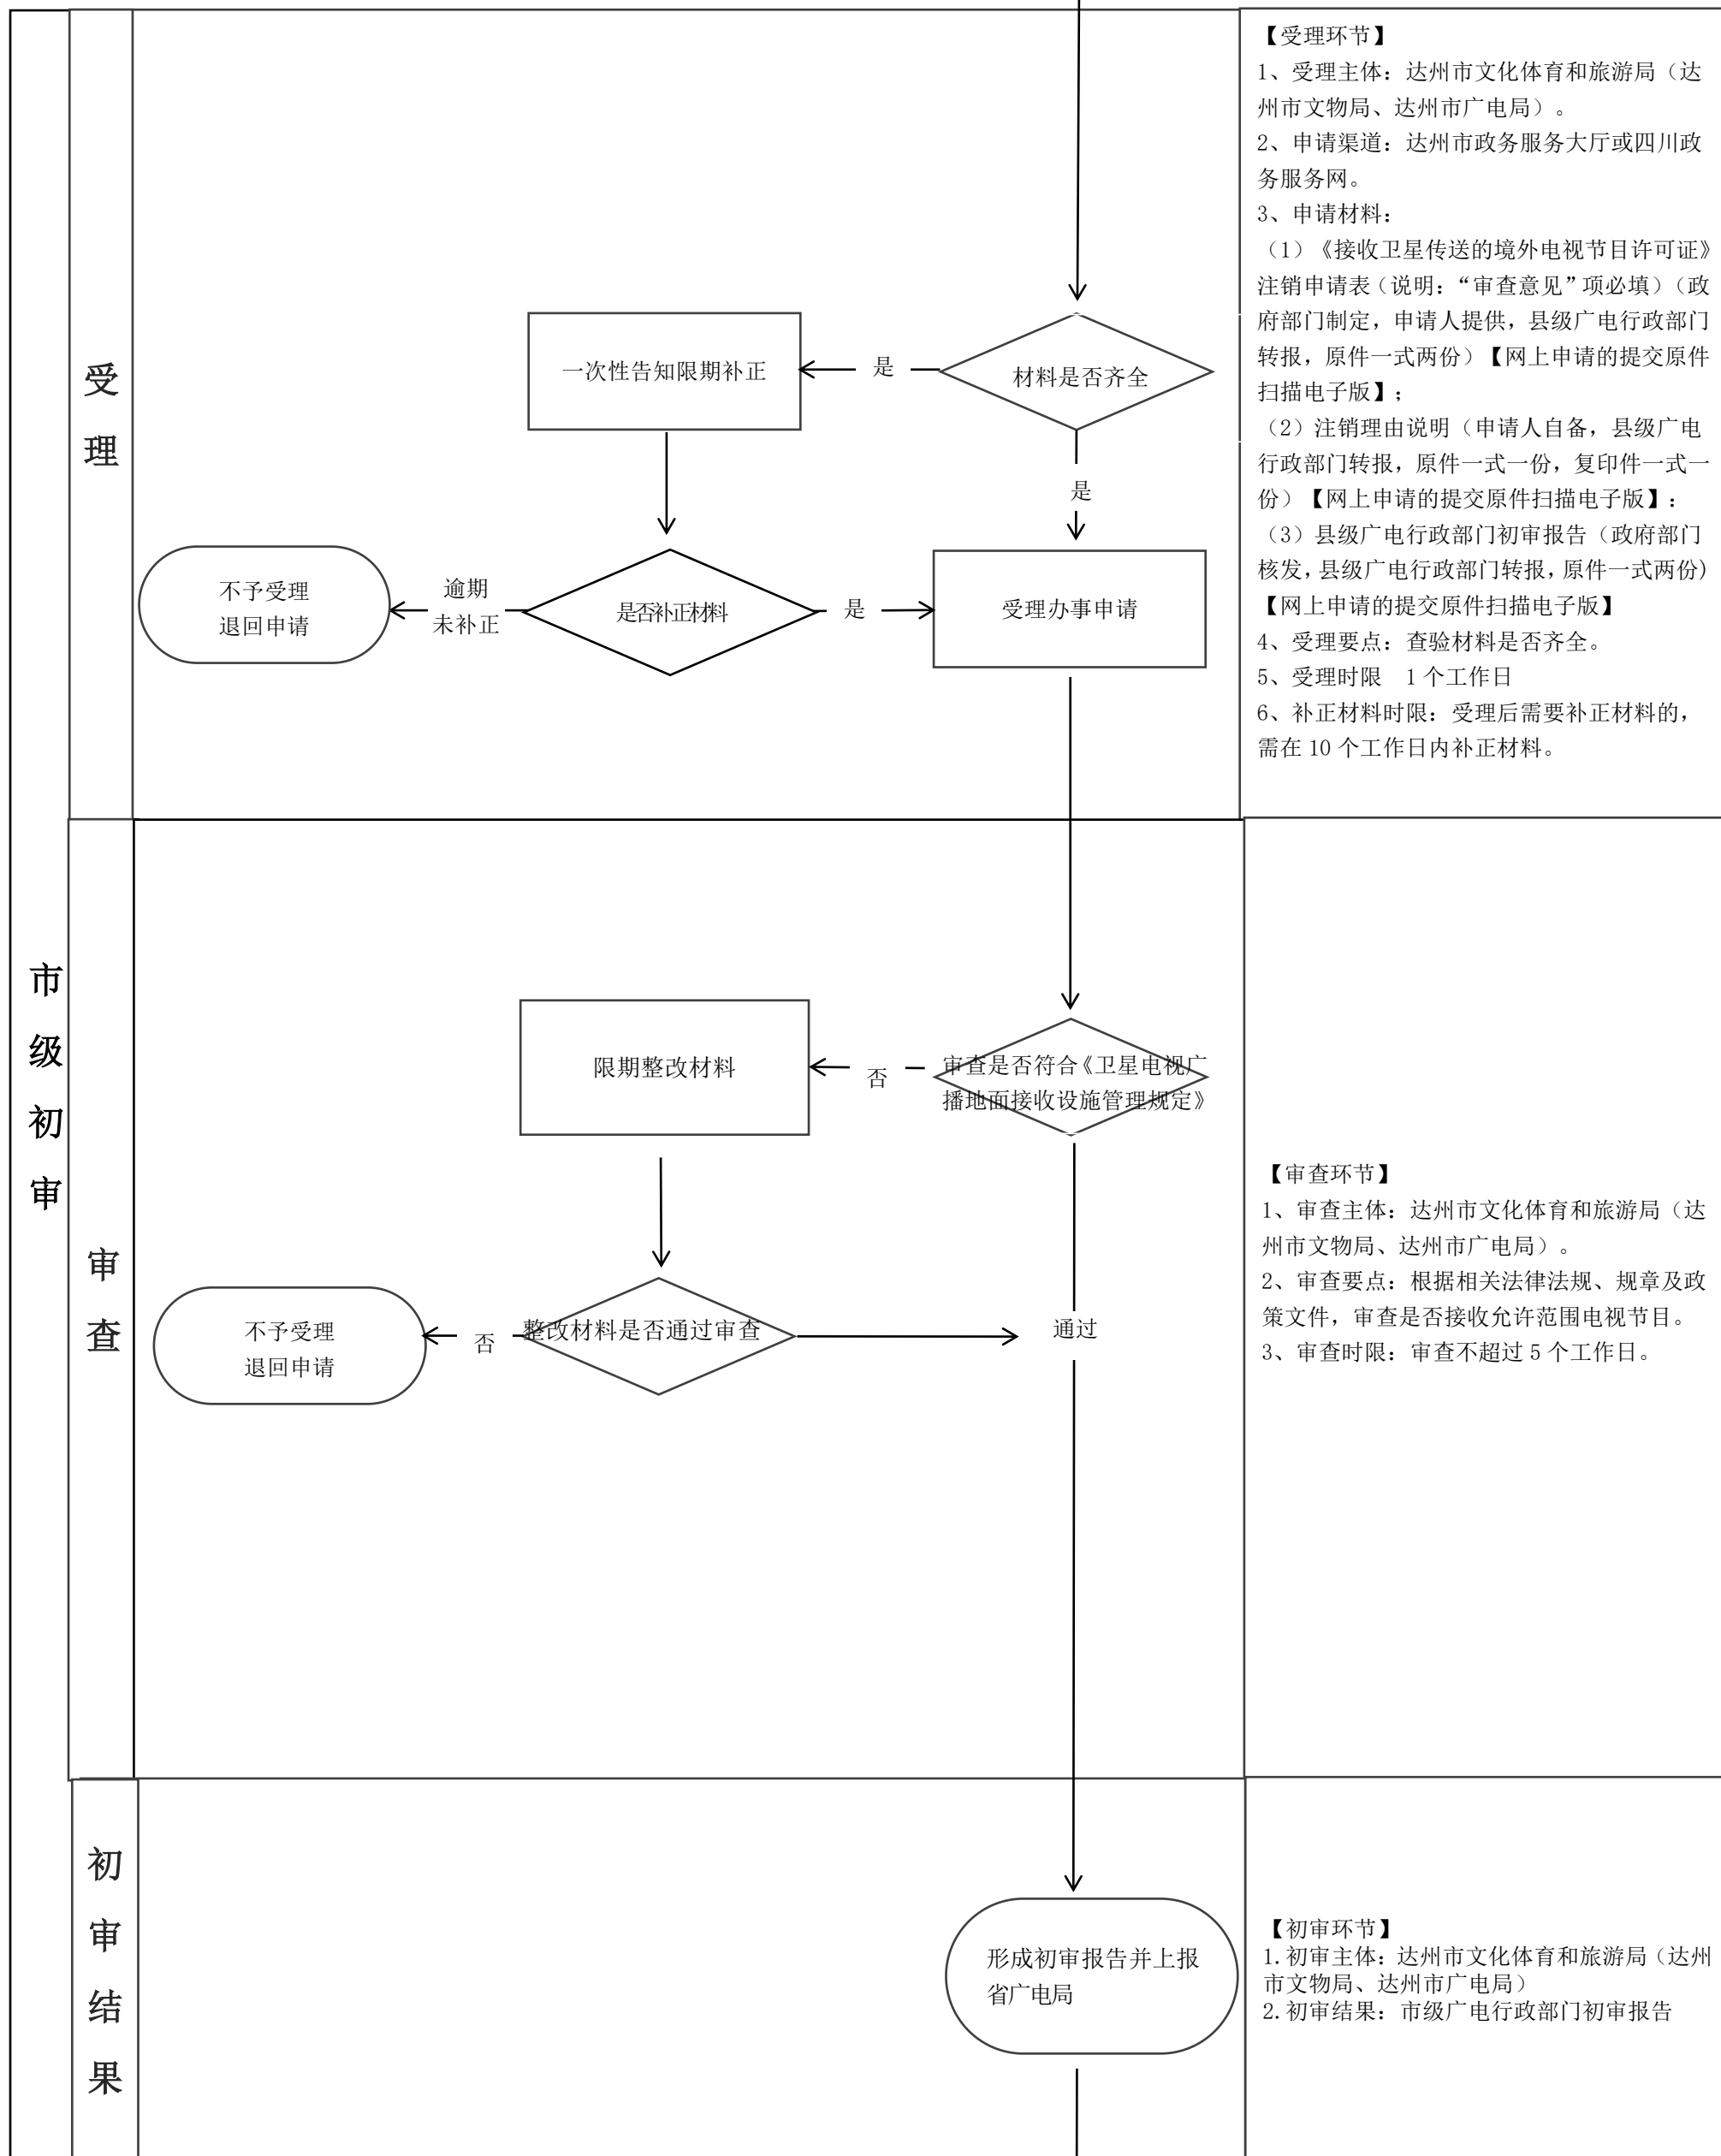 市
级
初
审
受
理
材料是否齐全
是
一次性告知限期补正
是
是否补正材料
逾期
未补正
不予受理
退回申请
是
受理办事申请
【受理环节】
1、受理主体：达州市文化体育和旅游局（达
州市文物局、达州市广电局）。
2、申请渠道：达州市政务服务大厅或四川政
务服务网。
3、申请材料：
（1）《接收卫星传送的境外电视节目许可证》
注销申请表（说明：“审查意见”项必填）（政
府部门制定，申请人提供，县级广电行政部门
转报，原件一式两份）【网上申请的提交原件
扫描电子版】；
（2）注销理由说明（申请人自备，县级广电
行政部门转报，原件一式一份，复印件一式一
份）【网上申请的提交原件扫描电子版】：
（3）县级广电行政部门初审报告（政府部门
核发，县级广电行政部门转报，原件一式两份)
【网上申请的提交原件扫描电子版】
4、受理要点：查验材料是否齐全。
5、受理时限　1 个工作日
6、补正材料时限：受理后需要补正材料的，
需在 10 个工作日内补正材料。
审
查
审查是否符合《卫星电视广
播地面接收设施管理规定》
否
限期整改材料
整改材料是否通过审查
否
不予受理
退回申请
通过
【审查环节】
1、审查主体：达州市文化体育和旅游局（达
州市文物局、达州市广电局）。
2、审查要点：根据相关法律法规、规章及政
策文件，审查是否接收允许范围电视节目。
3、审查时限：审查不超过 5 个工作日。
初
审
结
果
形成初审报告并上报
省广电局
【初审环节】
1.初审主体：达州市文化体育和旅游局（达州
市文物局、达州市广电局）
2.初审结果：市级广电行政部门初审报告